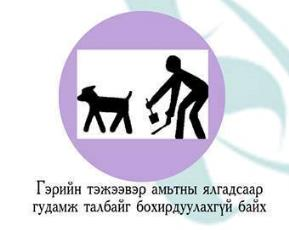 Гэрийн тэжээвэр амьтны ялгадсаар
гудамж талбайг бохирдуулахгүй байх